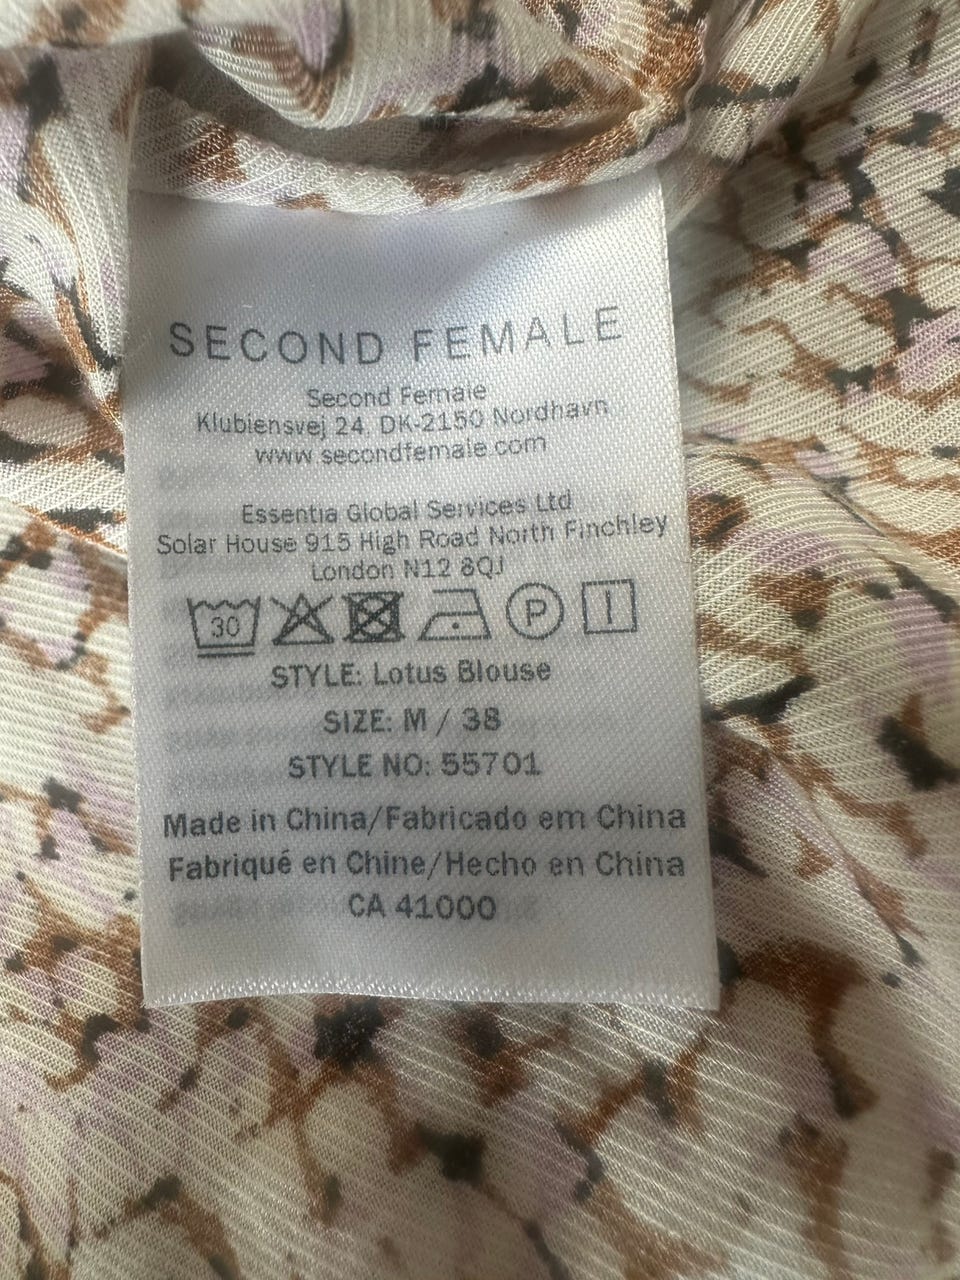 SECOND FEMALE
Second Female
Klubiensvej 24, DK-2150 Nordhavn
www.secondfemale.com
Essentia Global Services Ltd
Solar House 915 High Road North Finchley
London N12 8QJ
30 P
STYLE: Lotus Blouse
SIZE: M / 38
STYLE NO: 55701
Made in China/Fabricado em China
Fabriqué en Chine/Hecho en China
CA 41000